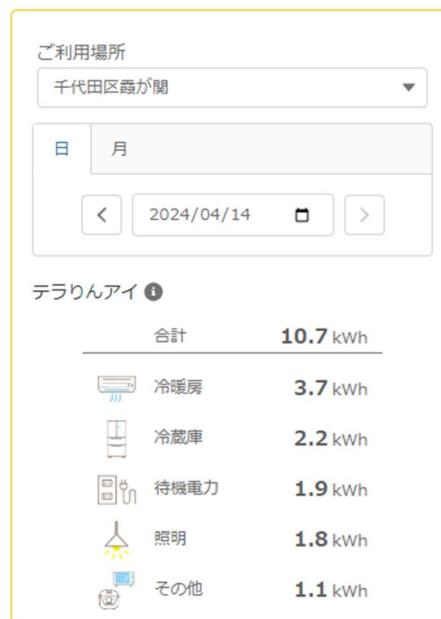 ご利用場所
千代田区霞が関
日 月
2024/04/14
テラりんアイ
合計 10.7 kWh
冷暖房 3.7 kWh
冷蔵庫 2.2 kWh
待機電力 1.9 kWh
照明 1.8 kWh
その他 1.1 kWh